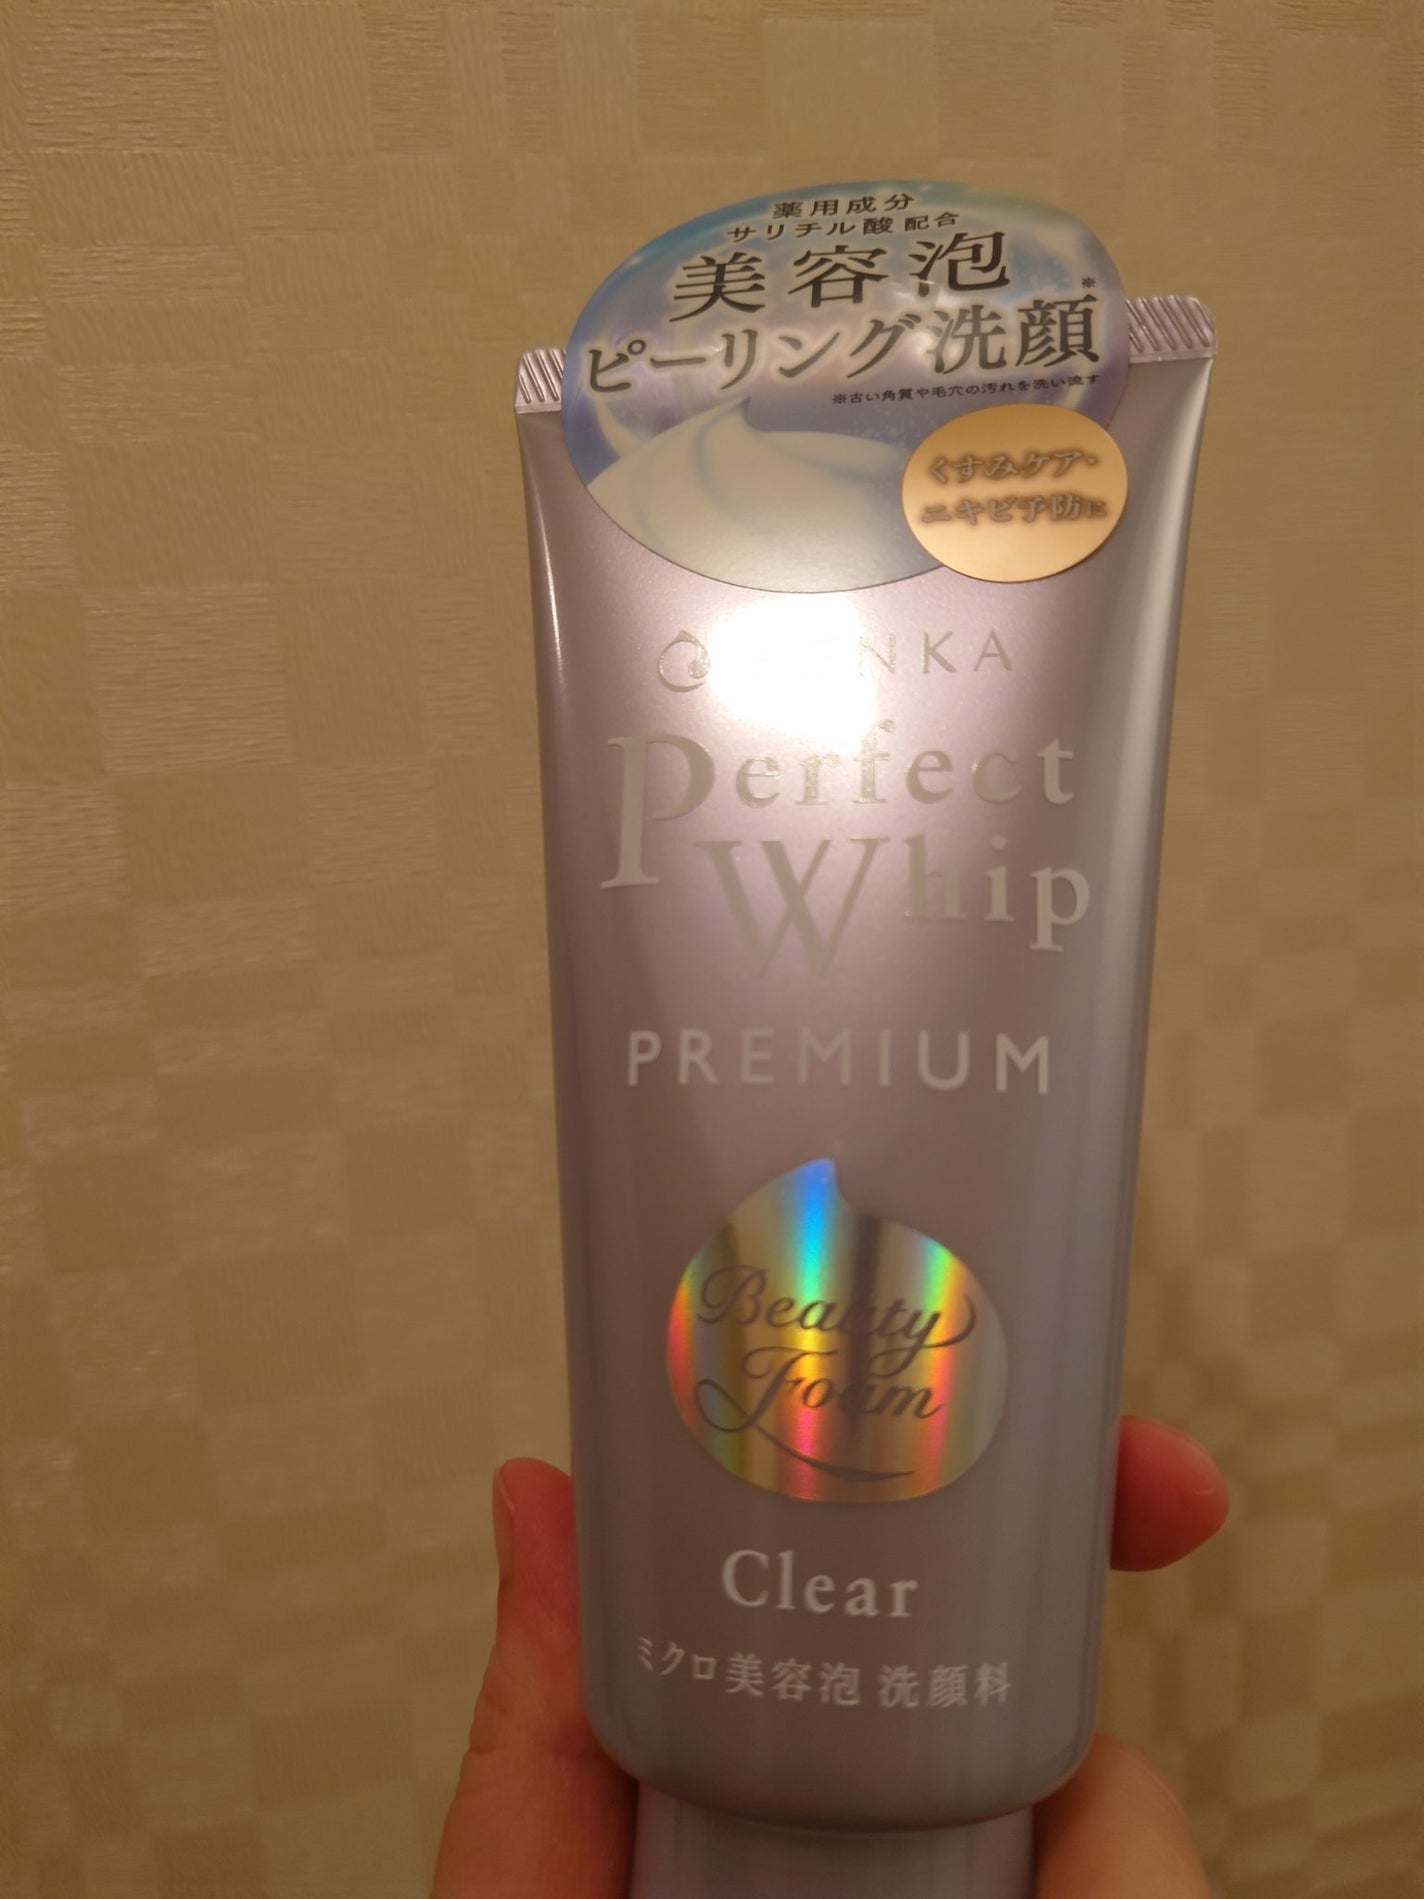 薬用成分
サリチル酸 配合
美容泡
ピーリング洗顔※
※古い角質や毛穴の汚れを洗い流す
くすみケア・
ニキビ予防に
Perfect
Whip
PREMIUM
Beauty
Foam
Clear
ミクロ美容泡 洗顔料